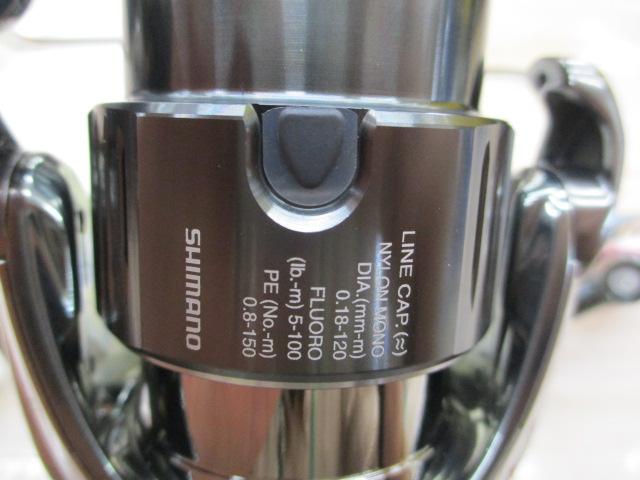 LINE CAP.(≈)
NYLON MONO
DIA.(mm-m)
0.18-120
FLUORO
(lb.-m) 5-100
PE (No.-m)
0.8-150
SHIMANO